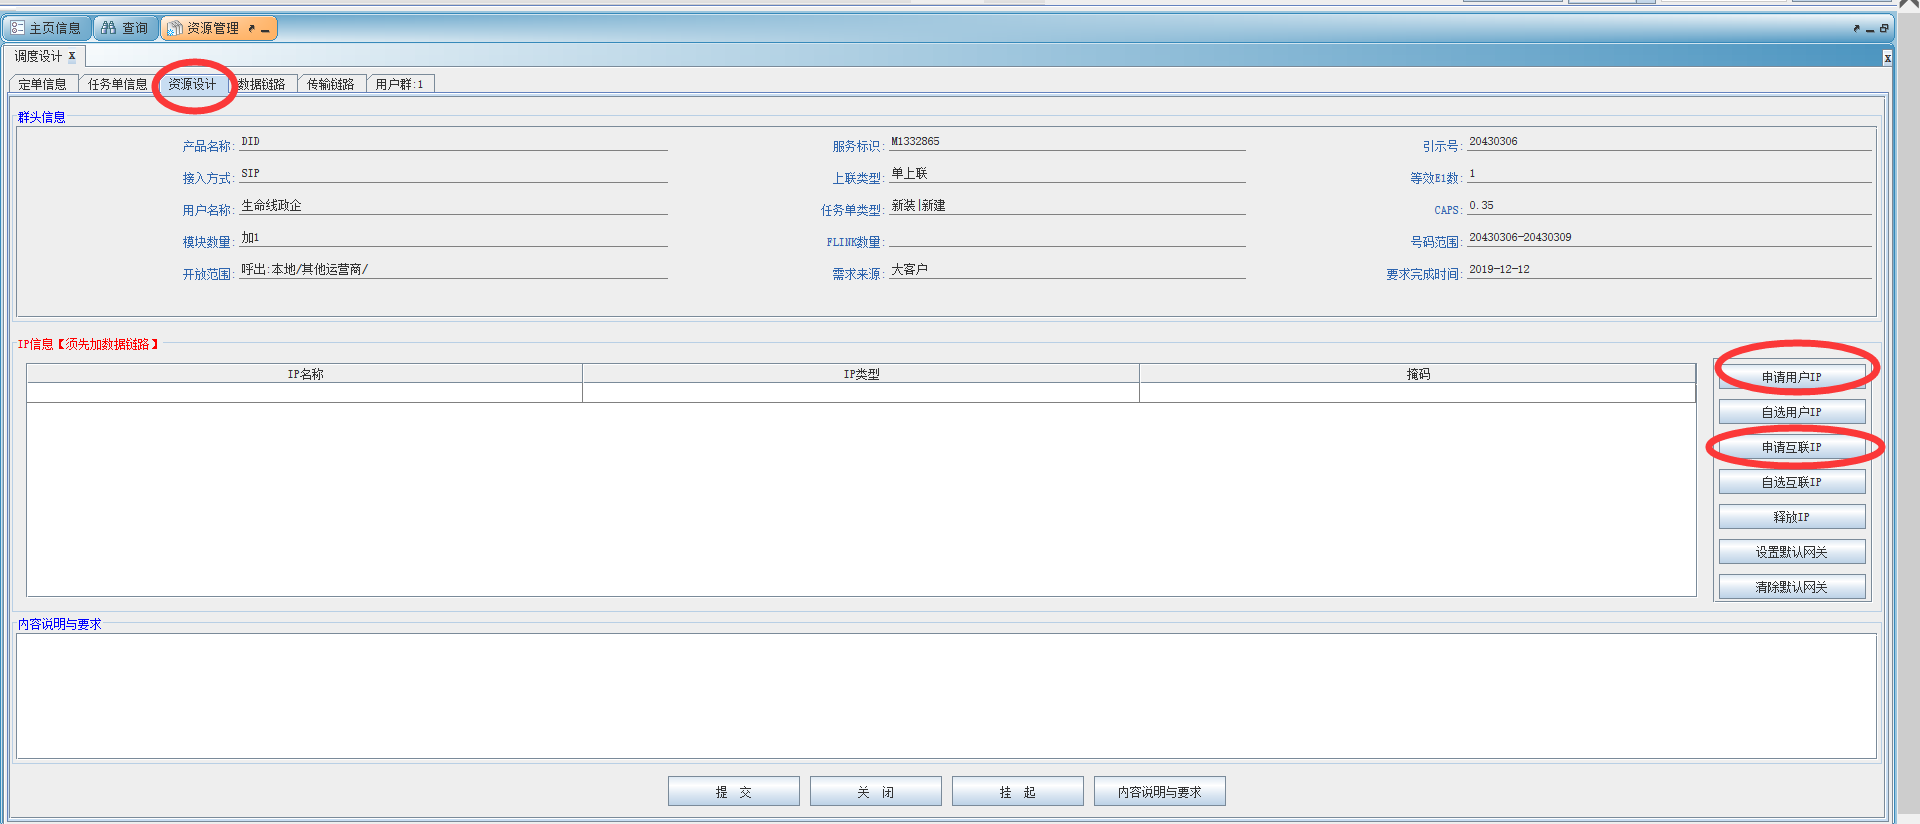 主页信息 查询 资源管理
调度设计 x
定单信息 任务单信息 资源设计 数据链路 传输链路 用户群:1
群头信息
产品名称: DID 服务标识: M1332865 引示号: 20430306
接入方式: SIP 上联类型: 单上联 等效E1数: 1
用户名称: 生命线政企 任务单类型: 新装|新建 CAPS: 0.35
模块数量: 加1 FLINK数量: 号码范围: 20430306-20430309
开放范围: 呼出:本地/其他运营商/ 需求来源: 大客户 要求完成时间: 2019-12-12
IP信息【须先加数据链路】
IP名称 IP类型 掩码
申请用户IP
自选用户IP
申请互联IP
自选互联IP
释放IP
设置默认网关
清除默认网关
内容说明与要求
提 交 关 闭 挂 起 内容说明与要求